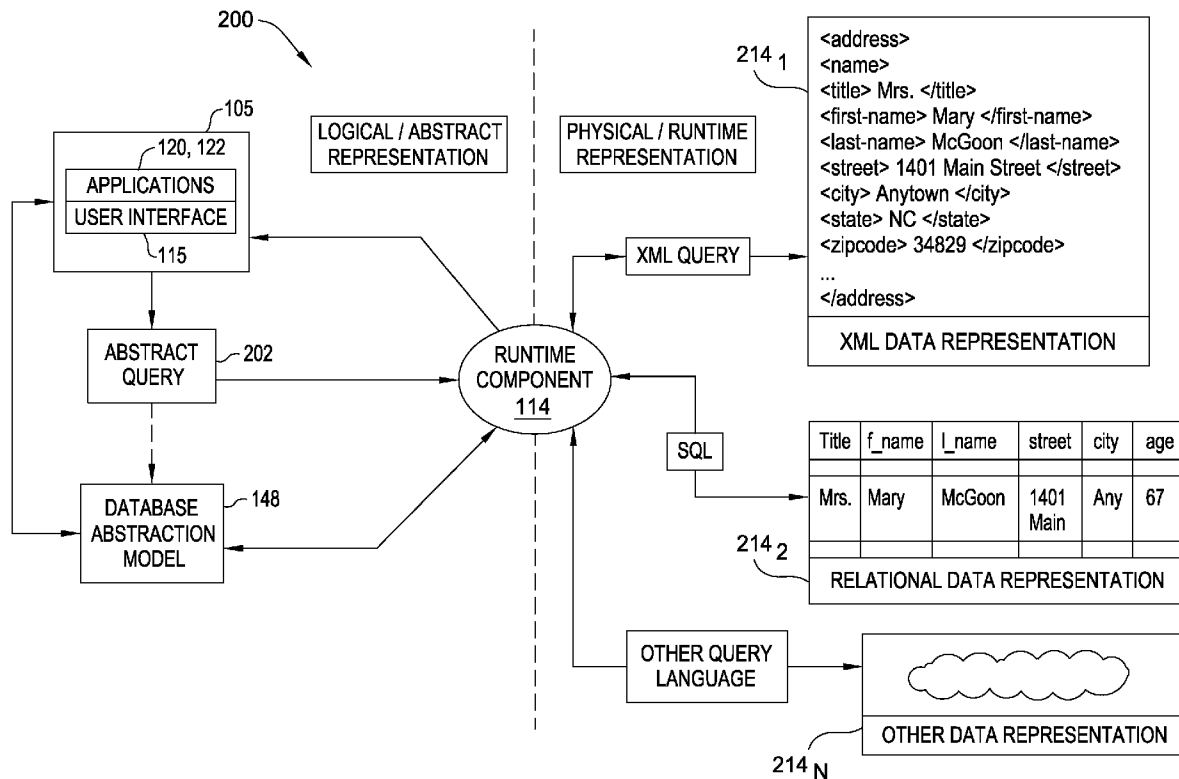 200
105
120, 122
APPLICATIONS
USER INTERFACE
115
ABSTRACT
QUERY
202
DATABASE
ABSTRACTION
MODEL
148
LOGICAL / ABSTRACT
REPRESENTATION
PHYSICAL / RUNTIME
REPRESENTATION
RUNTIME
COMPONENT
114
XML QUERY
SQL
OTHER QUERY
LANGUAGE
214 1
<address>
<name>
<title> Mrs. </title>
<first-name> Mary </first-name>
<last-name> McGoon </last-name>
<street> 1401 Main Street </street>
<city> Anytown </city>
<state> NC </state>
<zipcode> 34829 </zipcode>
...
</address>
XML DATA REPRESENTATION
Title f_name l_name street city age
Mrs. Mary McGoon 1401 Any 67
Main
214 2
RELATIONAL DATA REPRESENTATION
OTHER DATA REPRESENTATION
214 N